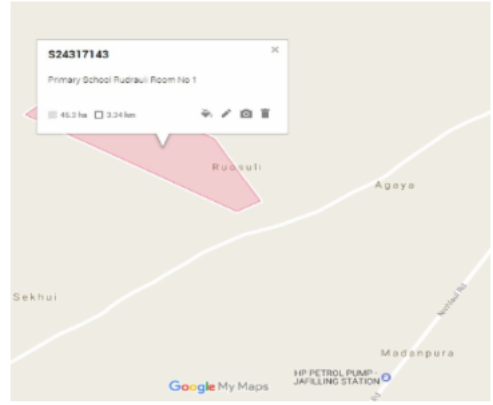 S24317143
Primary School Rudrauli Room No 1
46.3 ha 3.34 km
Agaya
Sekhui
Madanpura
HP PETROL PUMP -
JAFILLING STATION
Google My Maps